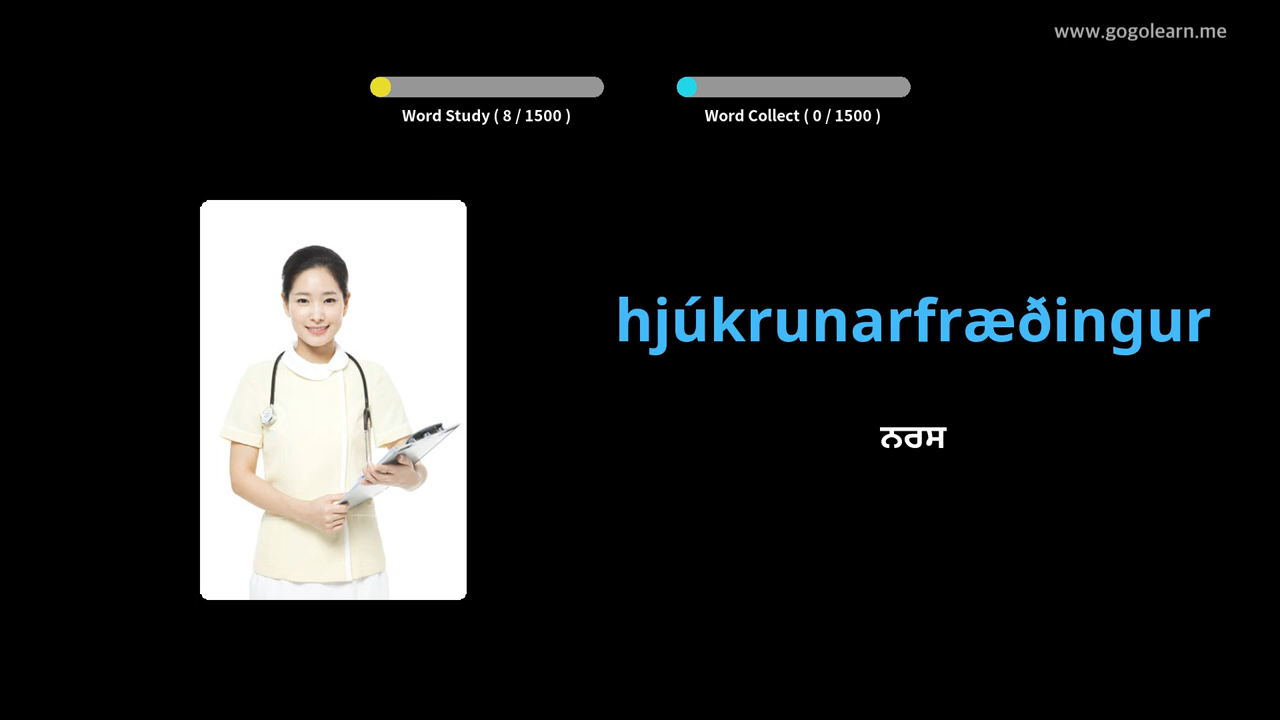 www.gogolearn.me
Word Study ( 8 / 1500 )
Word Collect ( 0 / 1500 )
hjúkrunarfræðingur
ਨਰਸ